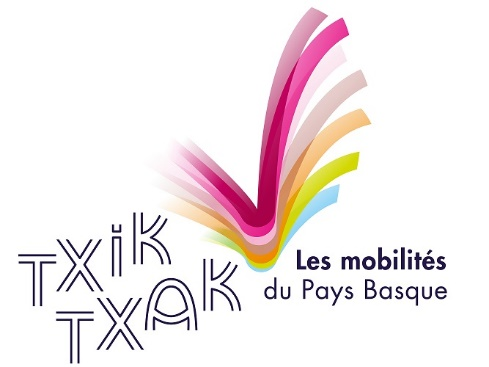 TXiK
TXAK
Les mobilités
du Pays Basque